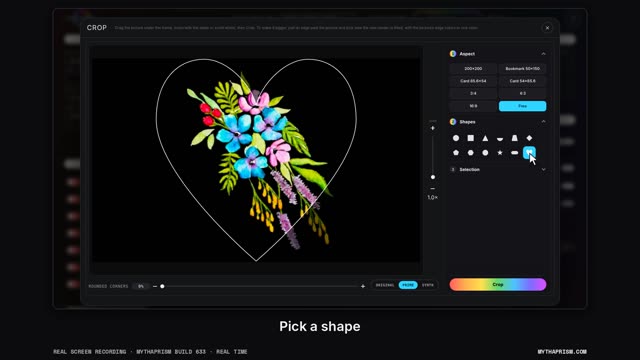 CROP
Aspect
200×200
Bookmark 50×150
Card 85.6×54
Card 54×85.6
3:4
4:3
16:9
Free
Shapes
Selection
1.0×
ROUNDED CORNERS
0%
ORIGINAL
PRISM
SYNTH
Crop
Pick a shape
REAL SCREEN RECORDING · MYTHAPRISM BUILD 633 · REAL TIME
MYTHAPRISM.COM